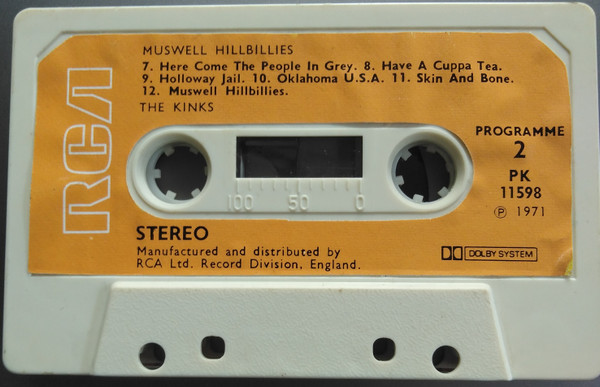 MUSWELL HILLBILLIES
7. Here Come The People In Grey. 8. Have A Cuppa Tea.
9. Holloway Jail. 10. Oklahoma U.S.A. 11. Skin And Bone.
12. Muswell Hillbillies.
THE KINKS
RCA
PROGRAMME
2
PK
11598
℗ 1971
100 50 0
STEREO
Manufactured and distributed by
RCA Ltd. Record Division, England.
DOLBY SYSTEM